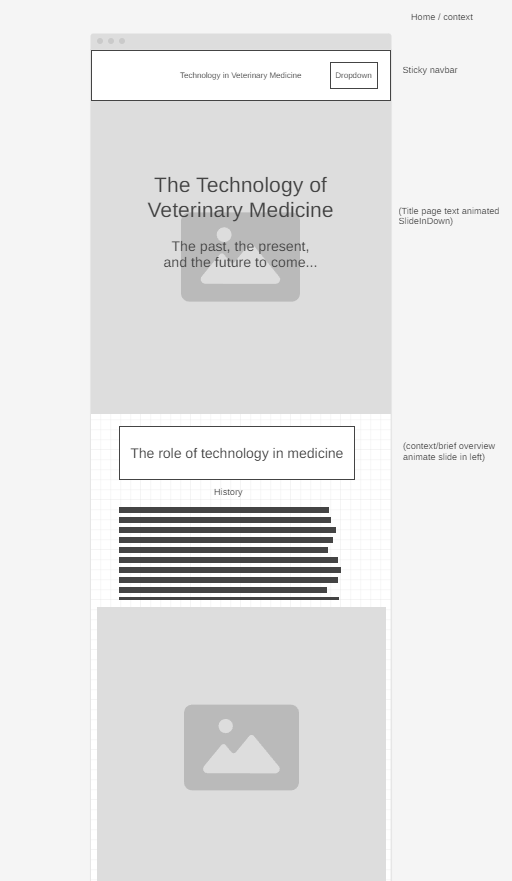 Home / context
Technology in Veterinary Medicine
Dropdown
Sticky navbar
The Technology of
Veterinary Medicine
The past, the present,
and the future to come...
(Title page text animated
SlideInDown)
The role of technology in medicine
(context/brief overview
animate slide in left)
History